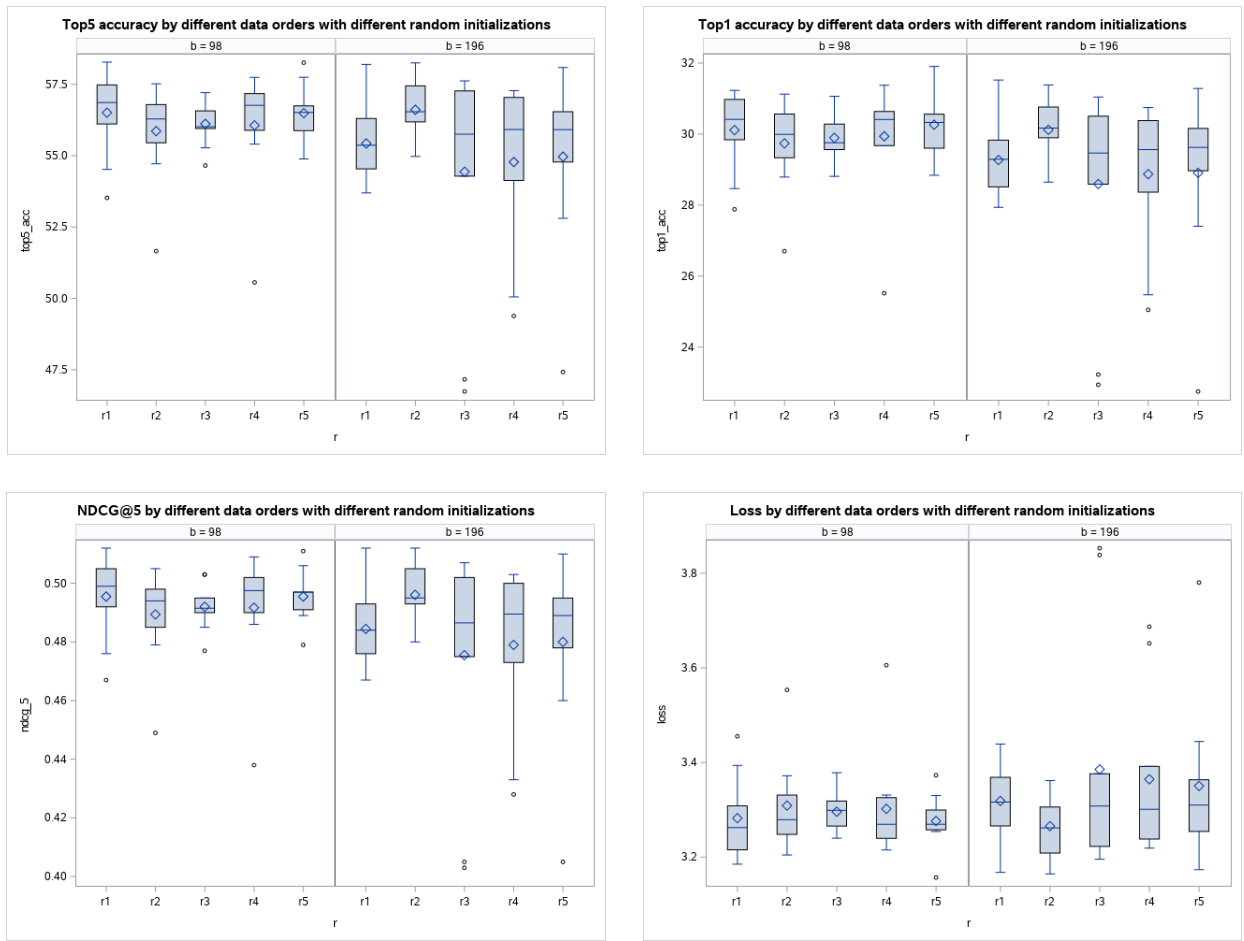 Top5 accuracy by different data orders with different random initializations
b = 98
b = 196
top5_acc
57.5
55.0
52.5
50.0
47.5
r1 r2 r3 r4 r5 r1 r2 r3 r4 r5
r
Top1 accuracy by different data orders with different random initializations
b = 98
b = 196
top1_acc
32
30
28
26
24
r1 r2 r3 r4 r5 r1 r2 r3 r4 r5
r
NDCG@5 by different data orders with different random initializations
b = 98
b = 196
ndcg_5
0.50
0.48
0.46
0.44
0.42
0.40
r1 r2 r3 r4 r5 r1 r2 r3 r4 r5
r
Loss by different data orders with different random initializations
b = 98
b = 196
loss
3.8
3.6
3.4
3.2
r1 r2 r3 r4 r5 r1 r2 r3 r4 r5
r